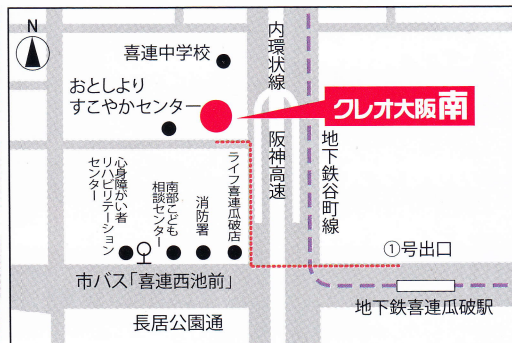 N
喜連中学校
おとしより
すこやかセンター
内環状線
阪神高速
クレオ大阪南
地下鉄谷町線
心身障がい者
リハビリテーション
センター
南部こども
相談センター
消防署
ライフ喜連瓜破店
①号出口
市バス「喜連西池前」
地下鉄喜連瓜破駅
長居公園通